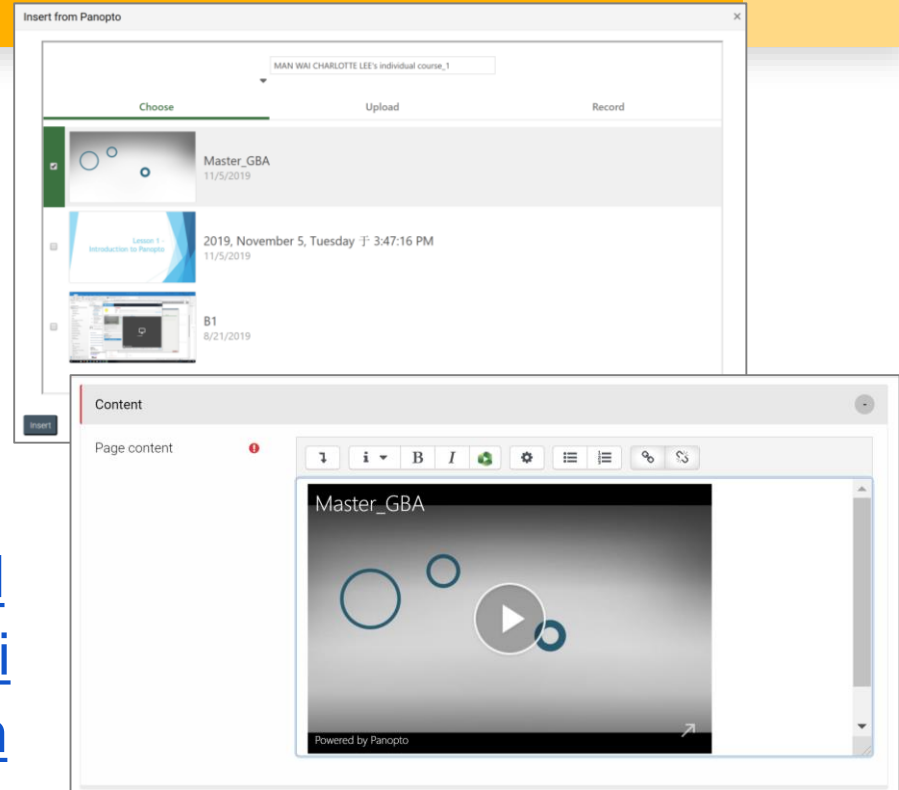 Insert from Panopto ×
MAN WAI CHARLOTTE LEE's individual course_1
Choose Upload Record
Master_GBA
11/5/2019
Lesson 1 -
Introduction to Panopto
2019, November 5, Tuesday 于 3:47:16 PM
11/5/2019
B1
8/21/2019
Insert
Content
Page content
i B I
Master_GBA
Powered by Panopto
i